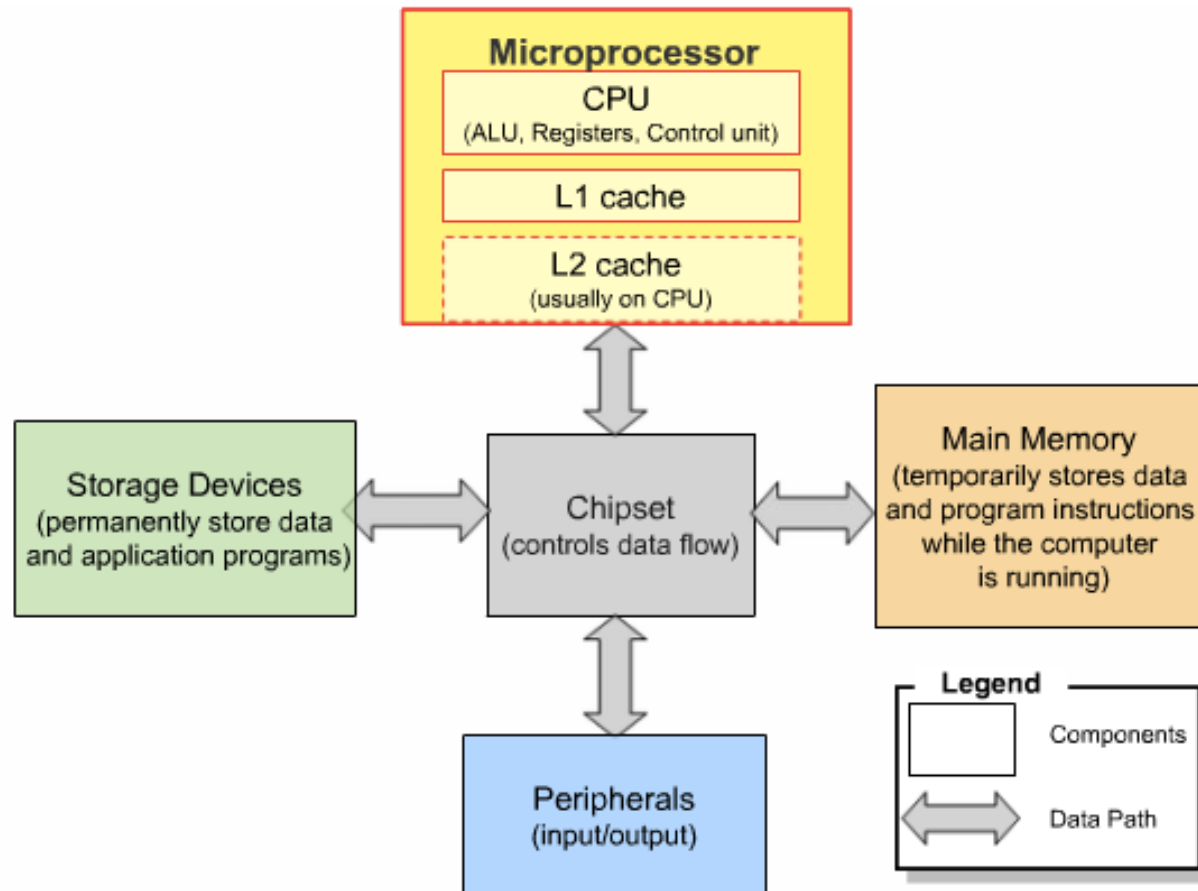 Microprocessor
CPU
(ALU, Registers, Control unit)
L1 cache
L2 cache
(usually on CPU)
Storage Devices
(permanently store data
and application programs)
Chipset
(controls data flow)
Main Memory
(temporarily stores data
and program instructions
while the computer
is running)
Peripherals
(input/output)
Legend
Components
Data Path